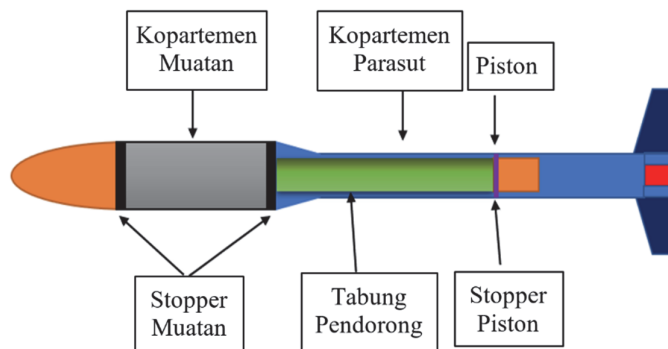 Kopartemen
Muatan
Kopartemen
Parasut
Piston
Stopper
Muatan
Tabung
Pendorong
Stopper
Piston